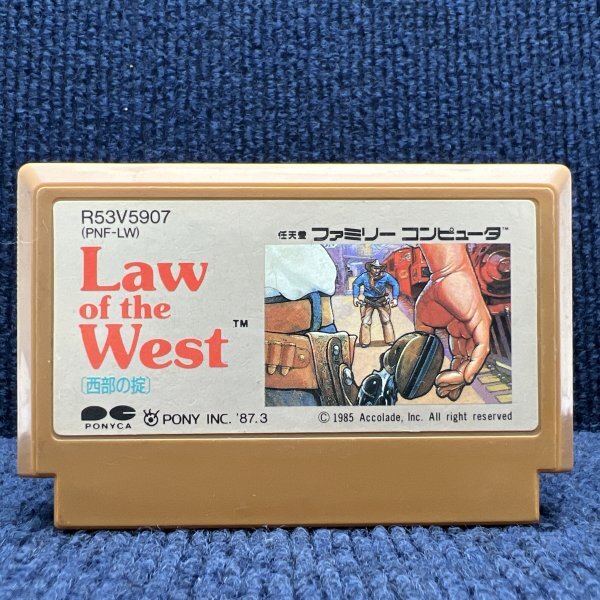 R53V5907
(PNF-LW)
Law
of the
West™
[西部の掟]
PONYCA
PONY INC. '87.3
任天堂 ファミリー コンピュータ™
© 1985 Accolade, Inc. All right reserved